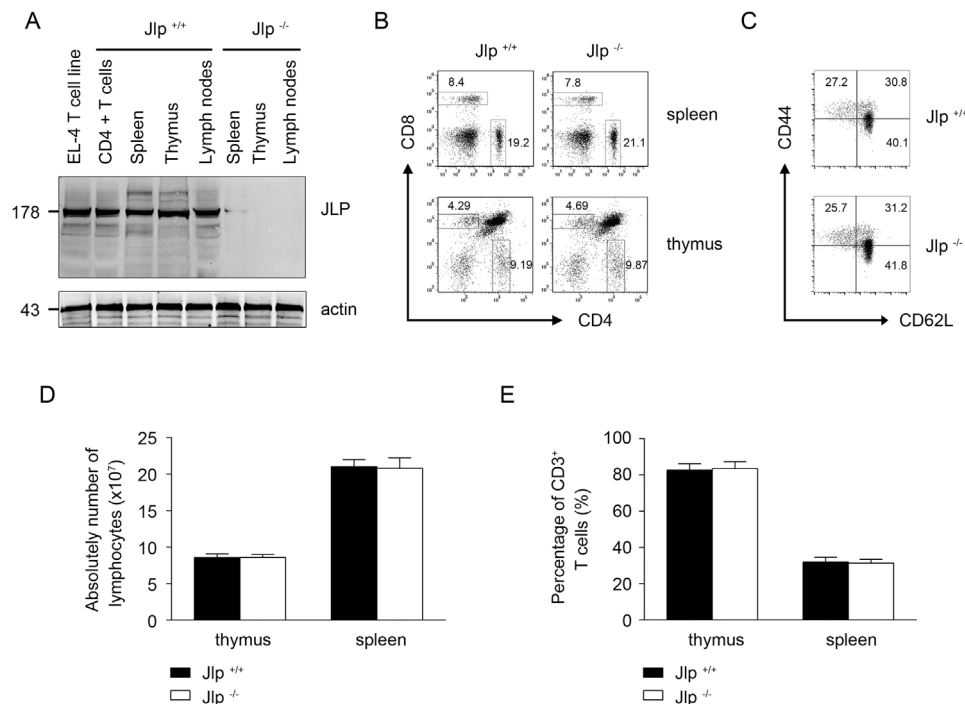 A
Jlp +/+
Jlp -/-
EL-4 T cell line
CD4 + T cells
Spleen
Thymus
Lymph nodes
Spleen
Thymus
Lymph nodes
178
JLP
43
actin
B
Jlp +/+
Jlp -/-
8.4
19.2
7.8
21.1
spleen
4.29
9.19
4.69
9.87
thymus
CD8
CD4
C
27.2
30.8
40.1
Jlp +/+
25.7
31.2
41.8
Jlp -/-
CD44
CD62L
D
Absolutely number of
lymphocytes (x10⁷)
25
20
15
10
5
0
thymus
spleen
Jlp +/+
Jlp -/-
E
Percentage of CD3⁺
T cells (%)
100
80
60
40
20
0
thymus
spleen
Jlp +/+
Jlp -/-